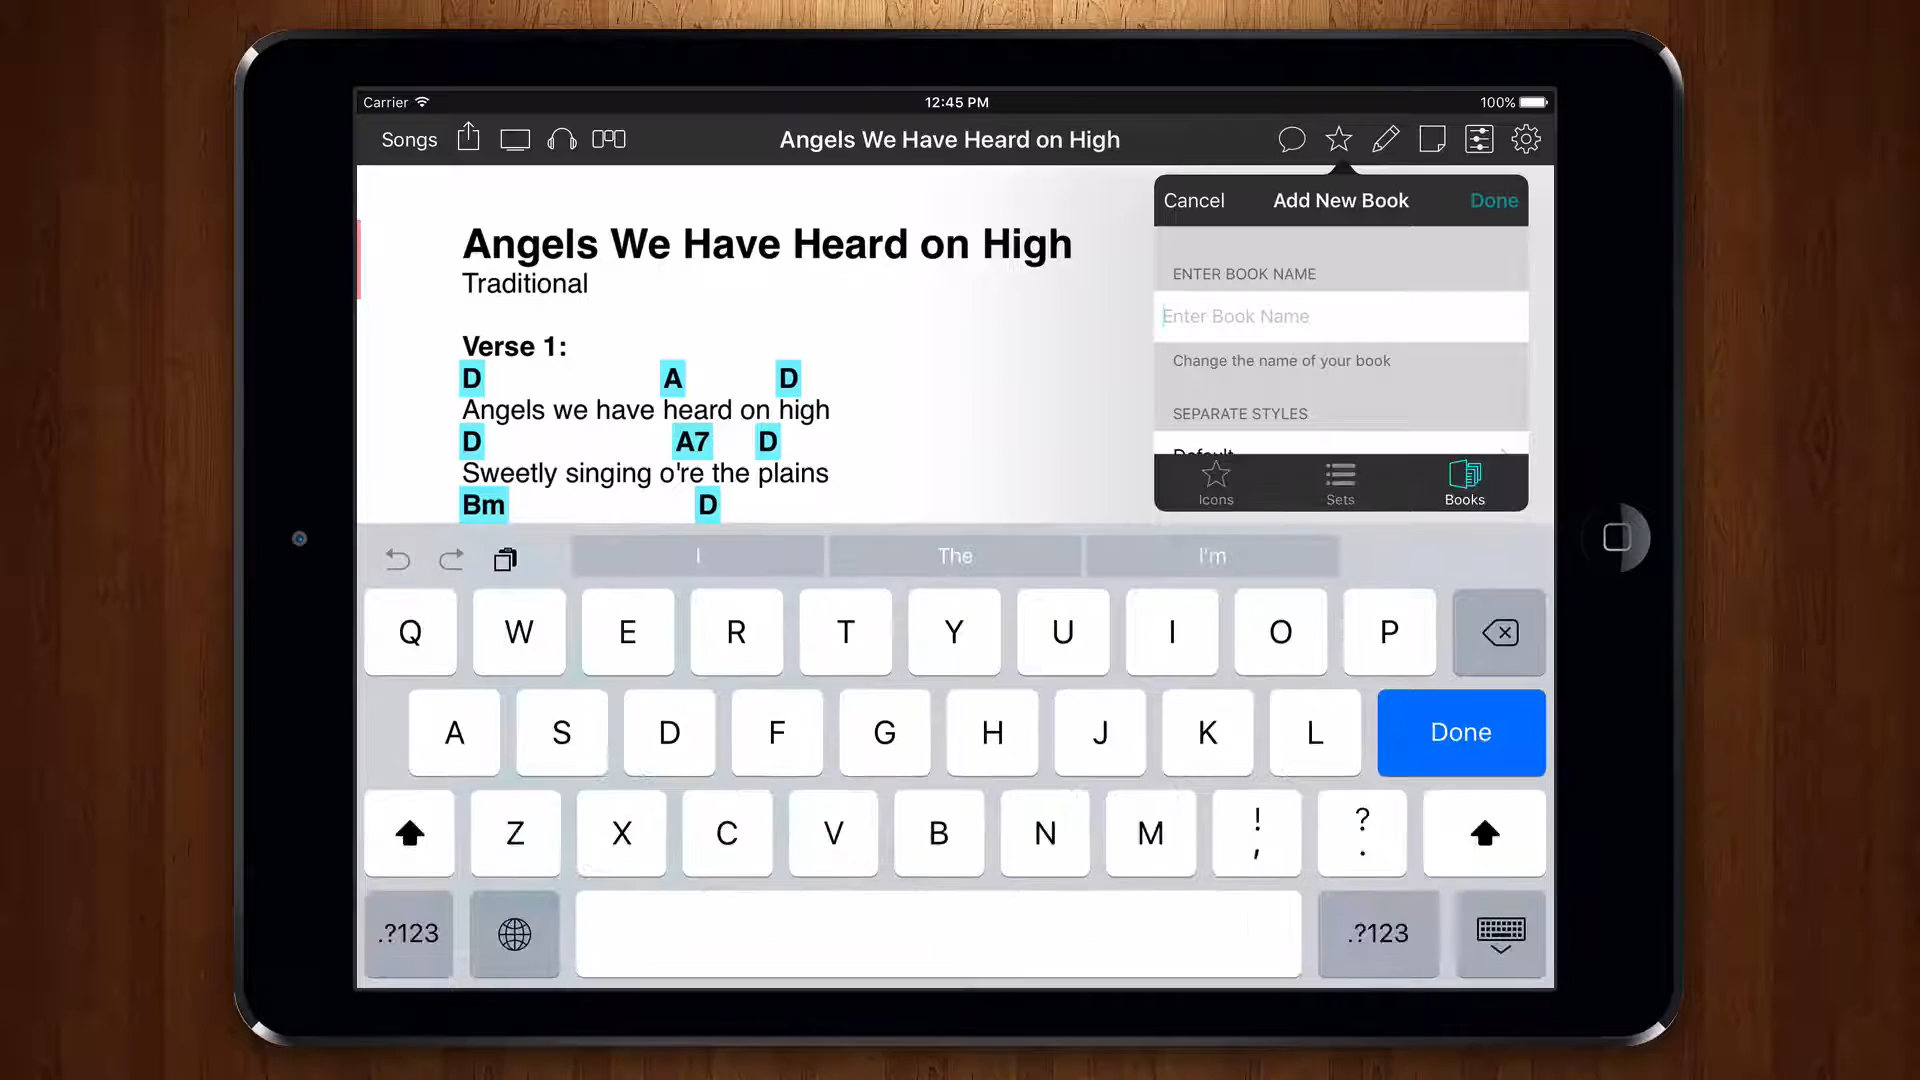 Carrier
12:45 PM
100%
Songs
Angels We Have Heard on High
Cancel
Add New Book
Done
ENTER BOOK NAME
Enter Book Name
Change the name of your book
SEPARATE STYLES
Default
Icons
Sets
Books
Angels We Have Heard on High
Traditional
Verse 1:
D A D
Angels we have heard on high
D A7 D
Sweetly singing o're the plains
Bm D
I The I'm
Q W E R T Y U I O P
A S D F G H J K L Done
Z X C V B N M ! , ? .
.?123 .?123